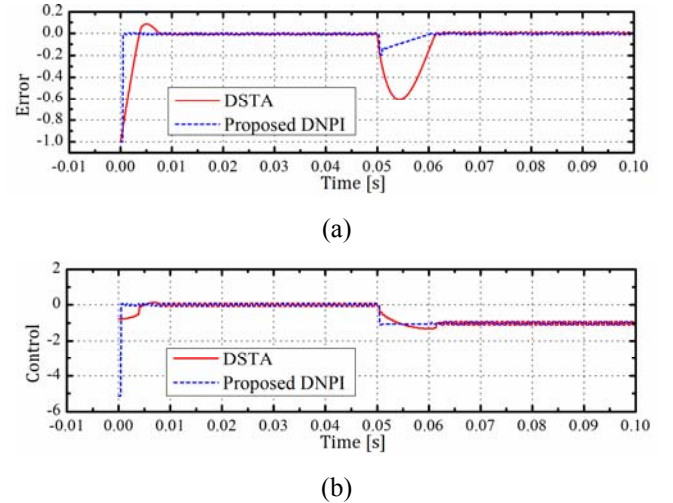 0.0
-0.2
-0.4
-0.6
-0.8
-1.0
Error
DSTA
Proposed DNPI
-0.01 0.00 0.01 0.02 0.03 0.04 0.05 0.06 0.07 0.08 0.09 0.10
Time [s]
(a)
2
0
-2
-4
-6
Control
DSTA
Proposed DNPI
-0.01 0.00 0.01 0.02 0.03 0.04 0.05 0.06 0.07 0.08 0.09 0.10
Time [s]
(b)